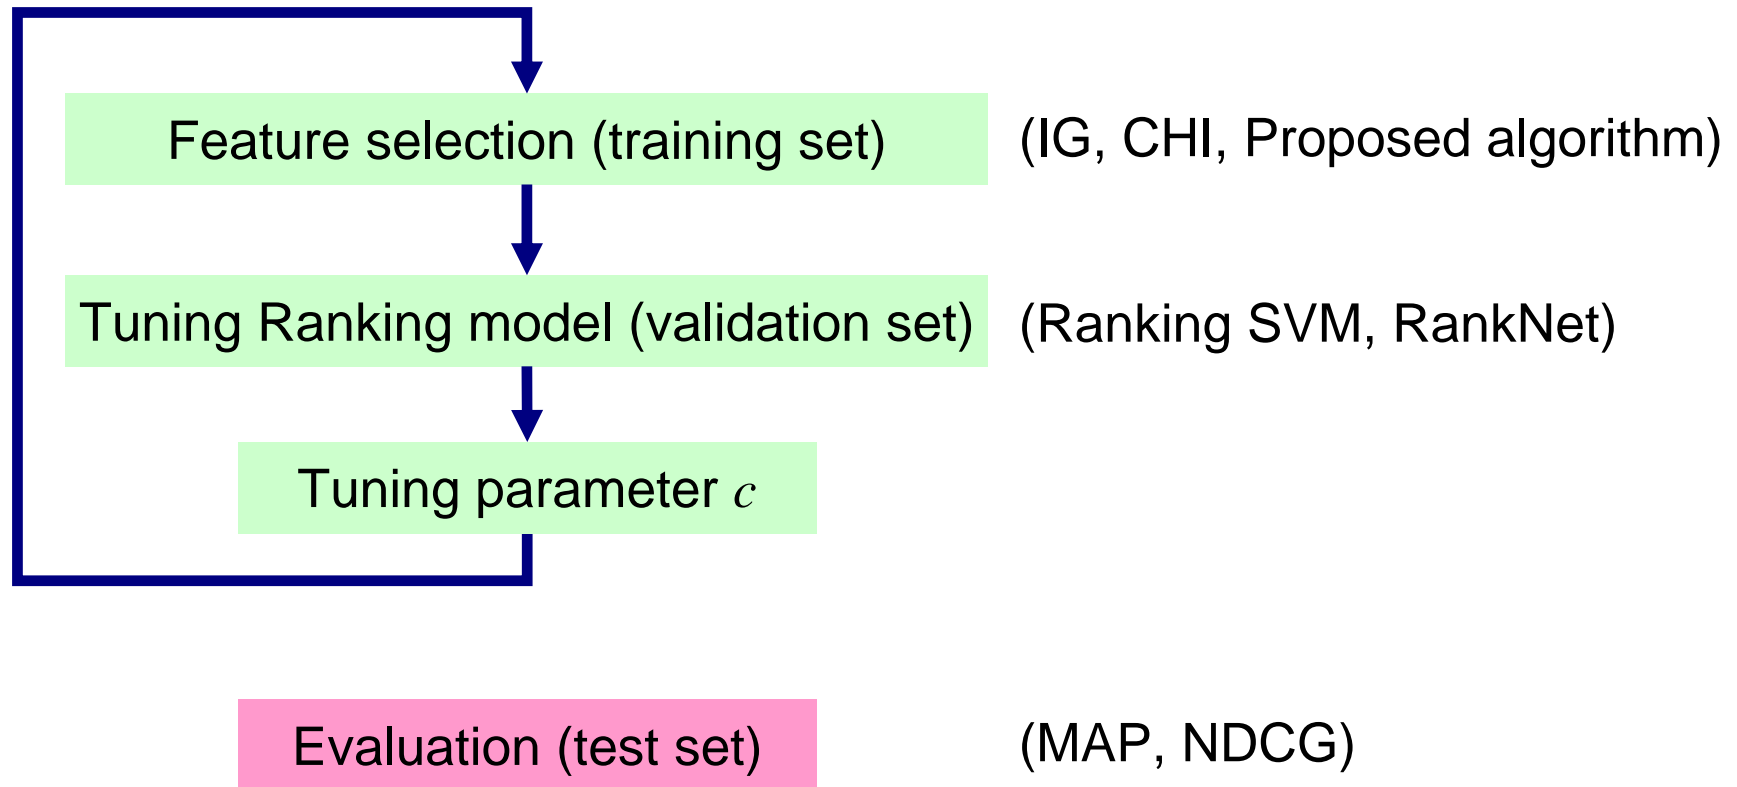 Feature selection (training set) (IG, CHI, Proposed algorithm)
Tuning Ranking model (validation set) (Ranking SVM, RankNet)
Tuning parameter c
Evaluation (test set) (MAP, NDCG)